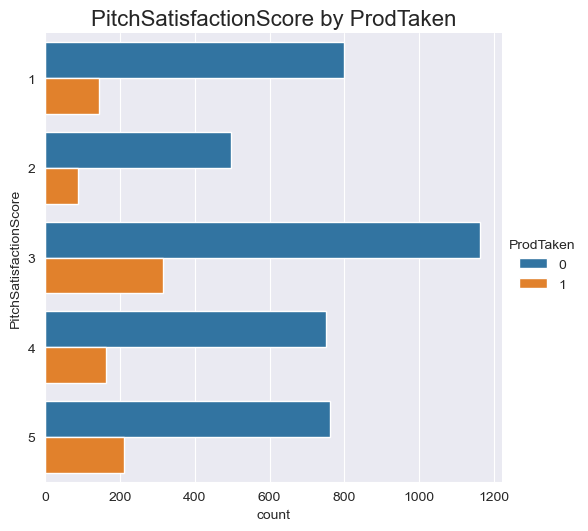 PitchSatisfactionScore by ProdTaken
PitchSatisfactionScore
1
2
3
4
5
0 200 400 600 800 1000 1200
count
ProdTaken
0
1